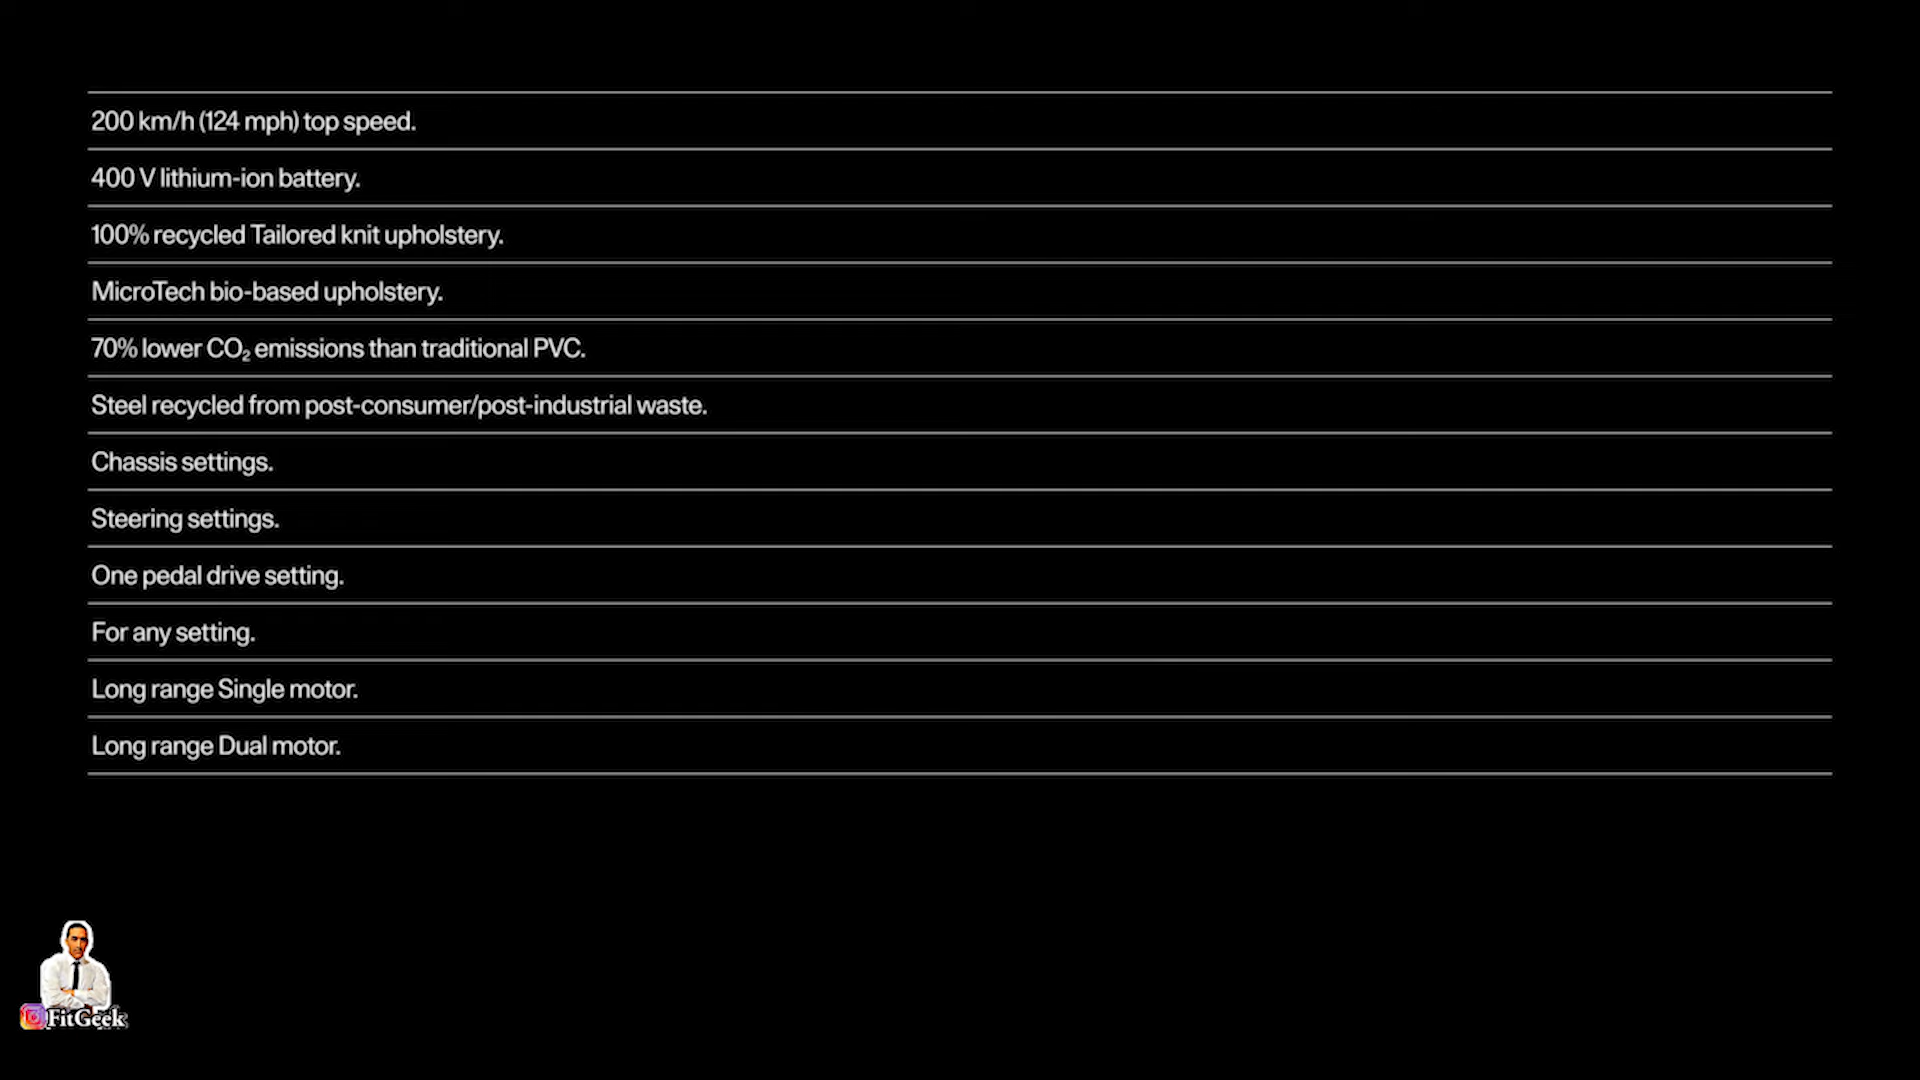 200 km/h (124 mph) top speed.
400 V lithium-ion battery.
100% recycled Tailored knit upholstery.
MicroTech bio-based upholstery.
70% lower CO₂ emissions than traditional PVC.
Steel recycled from post-consumer/post-industrial waste.
Chassis settings.
Steering settings.
One pedal drive setting.
For any setting.
Long range Single motor.
Long range Dual motor.
FitGeek